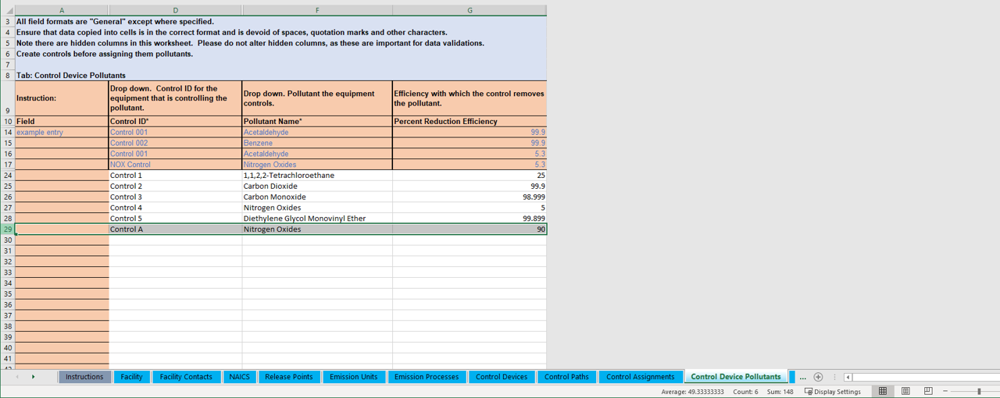 A D F G
3 All field formats are "General" except where specified.
4 Ensure that data copied into cells is in the correct format and is devoid of spaces, quotation marks and other characters.
5 Note there are hidden columns in this worksheet. Please do not alter hidden columns, as these are important for data validations.
6 Create controls before assigning them pollutants.
7
8 Tab: Control Device Pollutants
Drop down. Control ID for the
equipment that is controlling the
pollutant.
Drop down. Pollutant the equipment
controls.
Efficiency with which the control removes
the pollutant.
9 Instruction:
10 Field Control ID* Pollutant Name* Percent Reduction Efficiency
14 example entry Control 001 Acetaldehyde 99.9
15 Control 002 Benzene 99.9
16 Control 001 Acetaldehyde 5.3
17 NOX Control Nitrogen Oxides 5.3
24 Control 1 1,1,2,2-Tetrachloroethane 25
25 Control 2 Carbon Dioxide 99.9
26 Control 3 Carbon Monoxide 98.999
27 Control 4 Nitrogen Oxides 5
28 Control 5 Diethylene Glycol Monovinyl Ether 99.899
29 Control A Nitrogen Oxides 90
30
31
32
33
34
35
36
37
38
39
40
41
42
Instructions Facility Facility Contacts NAICS Release Points Emission Units Emission Processes Control Devices Control Paths Control Assignments Control Device Pollutants ...
Average: 49.33333333 Count: 6 Sum: 148 Display Settings